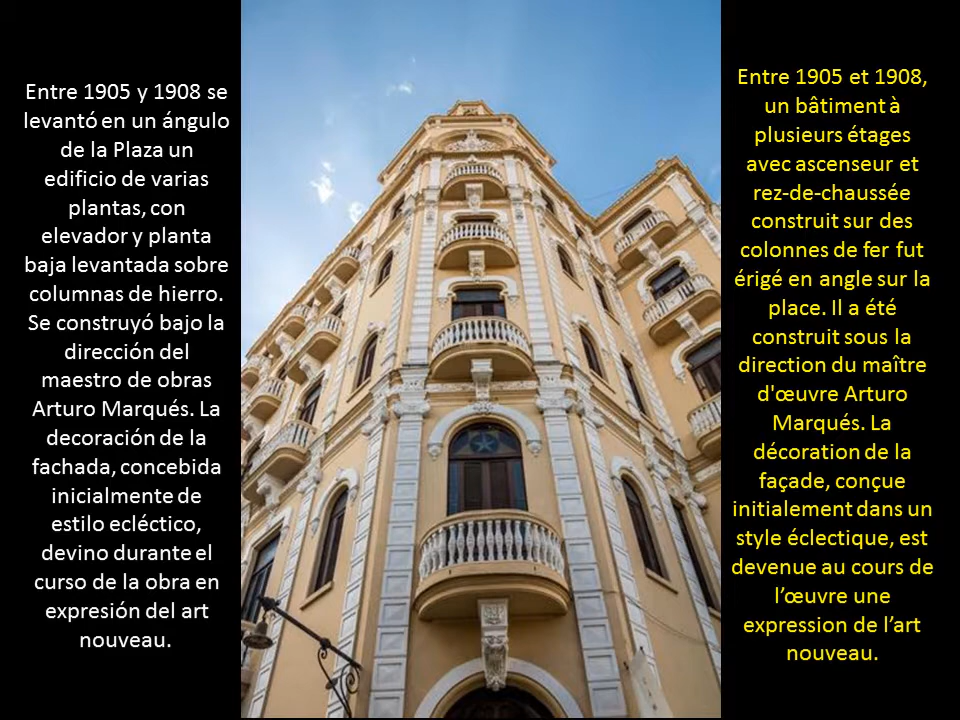 Entre 1905 y 1908 se
levantó en un ángulo
de la Plaza un
edificio de varias
plantas, con
elevador y planta
baja levantada sobre
columnas de hierro.
Se construyó bajo la
dirección del
maestro de obras
Arturo Marqués. La
decoración de la
fachada, concebida
inicialmente de
estilo ecléctico,
devino durante el
curso de la obra en
expresión del art
nouveau.
Entre 1905 et 1908,
un bâtiment à
plusieurs étages
avec ascenseur et
rez-de-chaussée
construit sur des
colonnes de fer fut
érigé en angle sur la
place. Il a été
construit sous la
direction du maître
d'œuvre Arturo
Marqués. La
décoration de la
façade, conçue
initialement dans un
style éclectique, est
devenue au cours de
l’œuvre une
expression de l’art
nouveau.